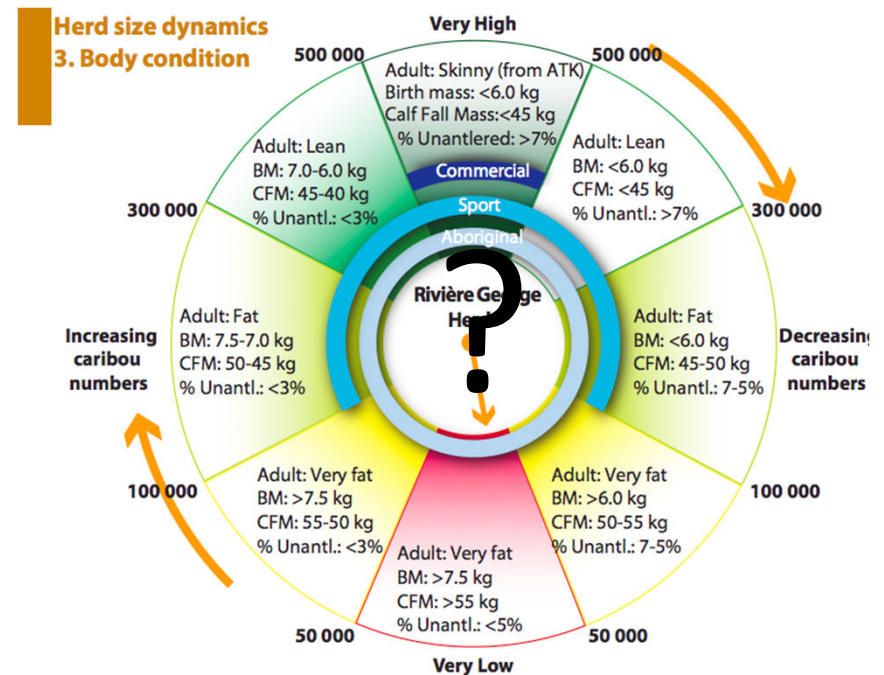 Herd size dynamics
3. Body condition
Very High
500 000
500 000
Adult: Skinny (from ATK)
Birth mass: <6.0 kg
Calf Fall Mass:<45 kg
% Unantlered: >7%
Adult: Lean
BM: 7.0-6.0 kg
CFM: 45-40 kg
% Unantl.: <3%
Adult: Lean
BM: <6.0 kg
CFM: <45 kg
% Unantl.: >7%
Commercial
Sport
Aboriginal
300 000
300 000
Rivière George
?
Adult: Fat
BM: 7.5-7.0 kg
CFM: 50-45 kg
% Unantl.: <3%
Adult: Fat
BM: <6.0 kg
CFM: 45-50 kg
% Unantl.: 7-5%
Increasing
caribou
numbers
Decreasing
caribou
numbers
100 000
100 000
Adult: Very fat
BM: >7.5 kg
CFM: 55-50 kg
% Unantl.: <3%
Adult: Very fat
BM: >6.0 kg
CFM: 50-55 kg
% Unantl.: 7-5%
Adult: Very fat
BM: >7.5 kg
CFM: >55 kg
% Unantl.: <5%
50 000
50 000
Very Low